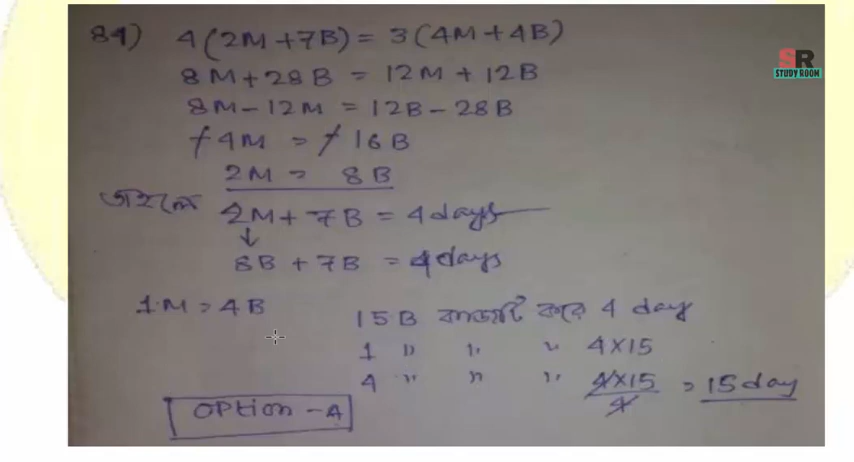 84) 4(2M+7B) = 3(4M+4B)
8M+28B = 12M+12B
8M-12M = 12B-28B
-4M = -16B
2M = 8B
তাহলে 2M+7B = 4 days
↓
8B+7B = 4 days
1M = 4B
15B কাজটি করে 4 day
1 " " " 4×15
4 " " " 4×15/4 = 15 day
Option - A
SR
STUDY ROOM